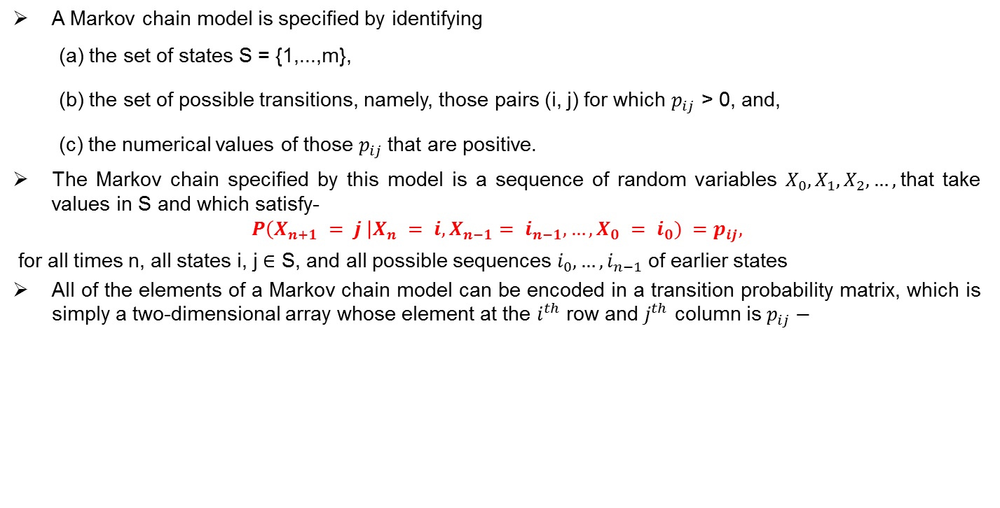 ➢ A Markov chain model is specified by identifying
(a) the set of states S = {1,...,m},
(b) the set of possible transitions, namely, those pairs (i, j) for which p_{ij} > 0, and,
(c) the numerical values of those p_{ij} that are positive.
➢ The Markov chain specified by this model is a sequence of random variables X_0, X_1, X_2, …, that take
values in S and which satisfy-
P(X_{n+1} = j |X_n = i, X_{n−1} = i_{n−1}, …, X_0 = i_0) = p_{ij},
for all times n, all states i, j ∈ S, and all possible sequences i_0, …, i_{n−1} of earlier states
➢ All of the elements of a Markov chain model can be encoded in a transition probability matrix, which is
simply a two-dimensional array whose element at the i^{th} row and j^{th} column is p_{ij} −